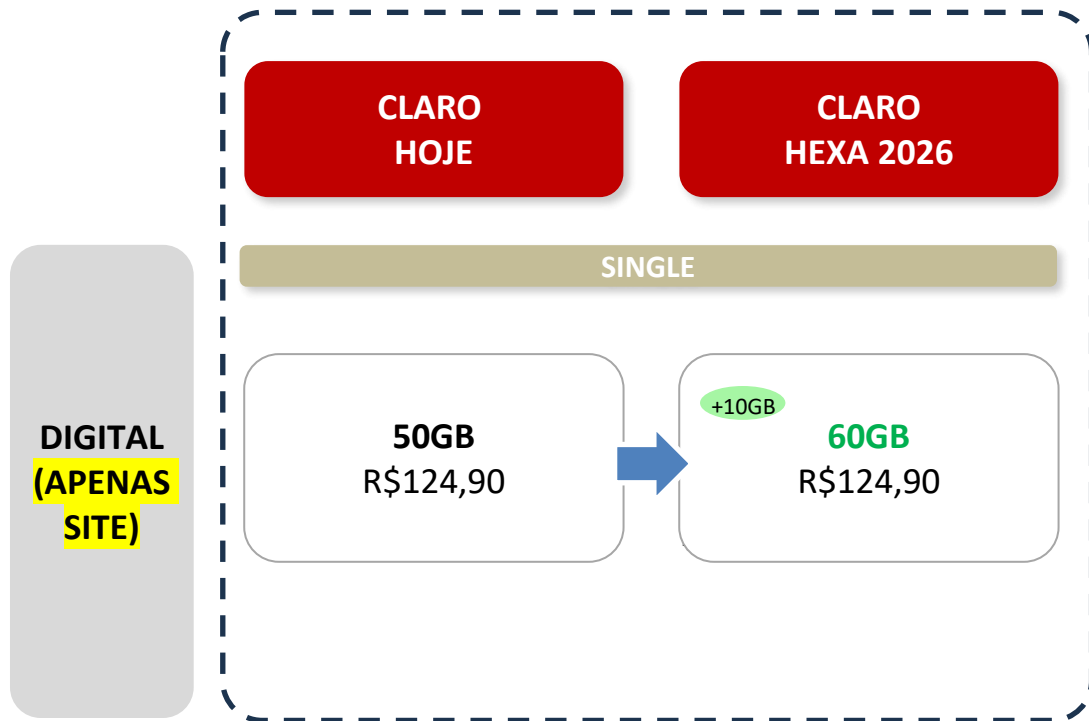 CLARO
HOJE
CLARO
HEXA 2026
SINGLE
DIGITAL
(APENAS
SITE)
50GB
R$124,90
+10GB
60GB
R$124,90